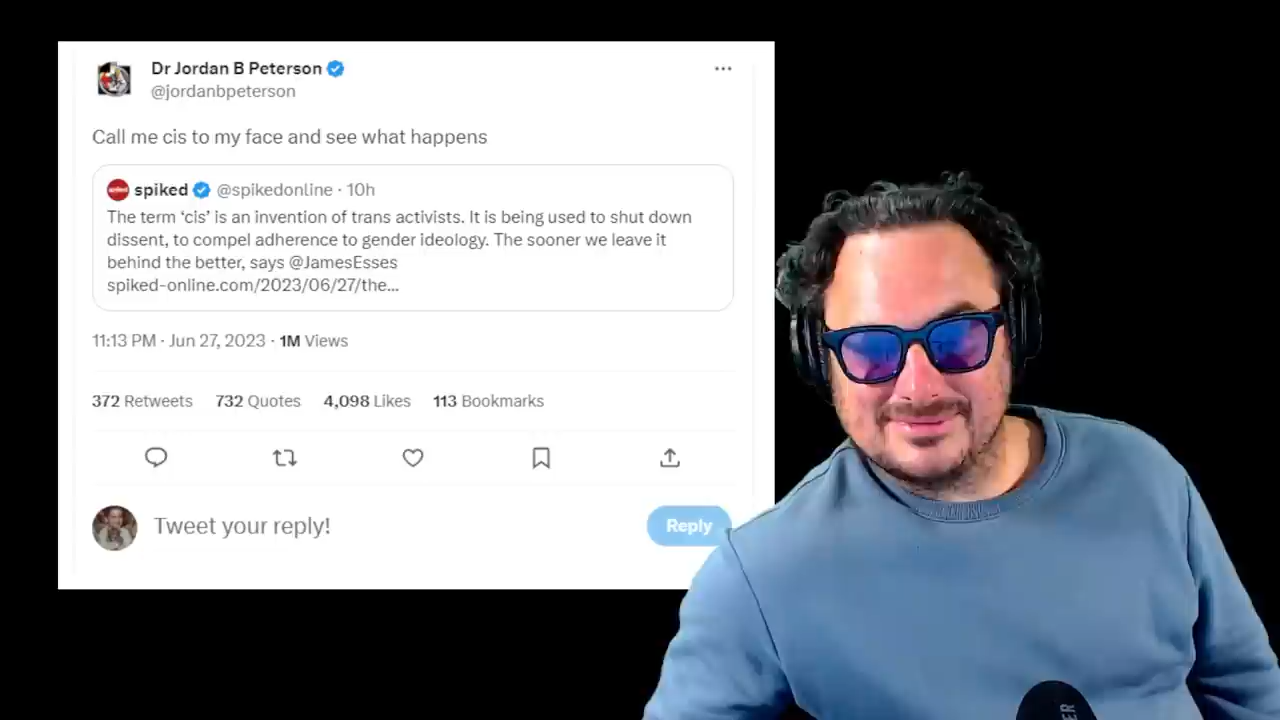 Dr Jordan B Peterson
@jordanbpeterson
Call me cis to my face and see what happens
spiked @spikedonline · 10h
The term ‘cis’ is an invention of trans activists. It is being used to shut down
dissent, to compel adherence to gender ideology. The sooner we leave it
behind the better, says @JamesEsses
spiked-online.com/2023/06/27/the...
11:13 PM · Jun 27, 2023 · 1M Views
372 Retweets 732 Quotes 4,098 Likes 113 Bookmarks
Tweet your reply!
Reply